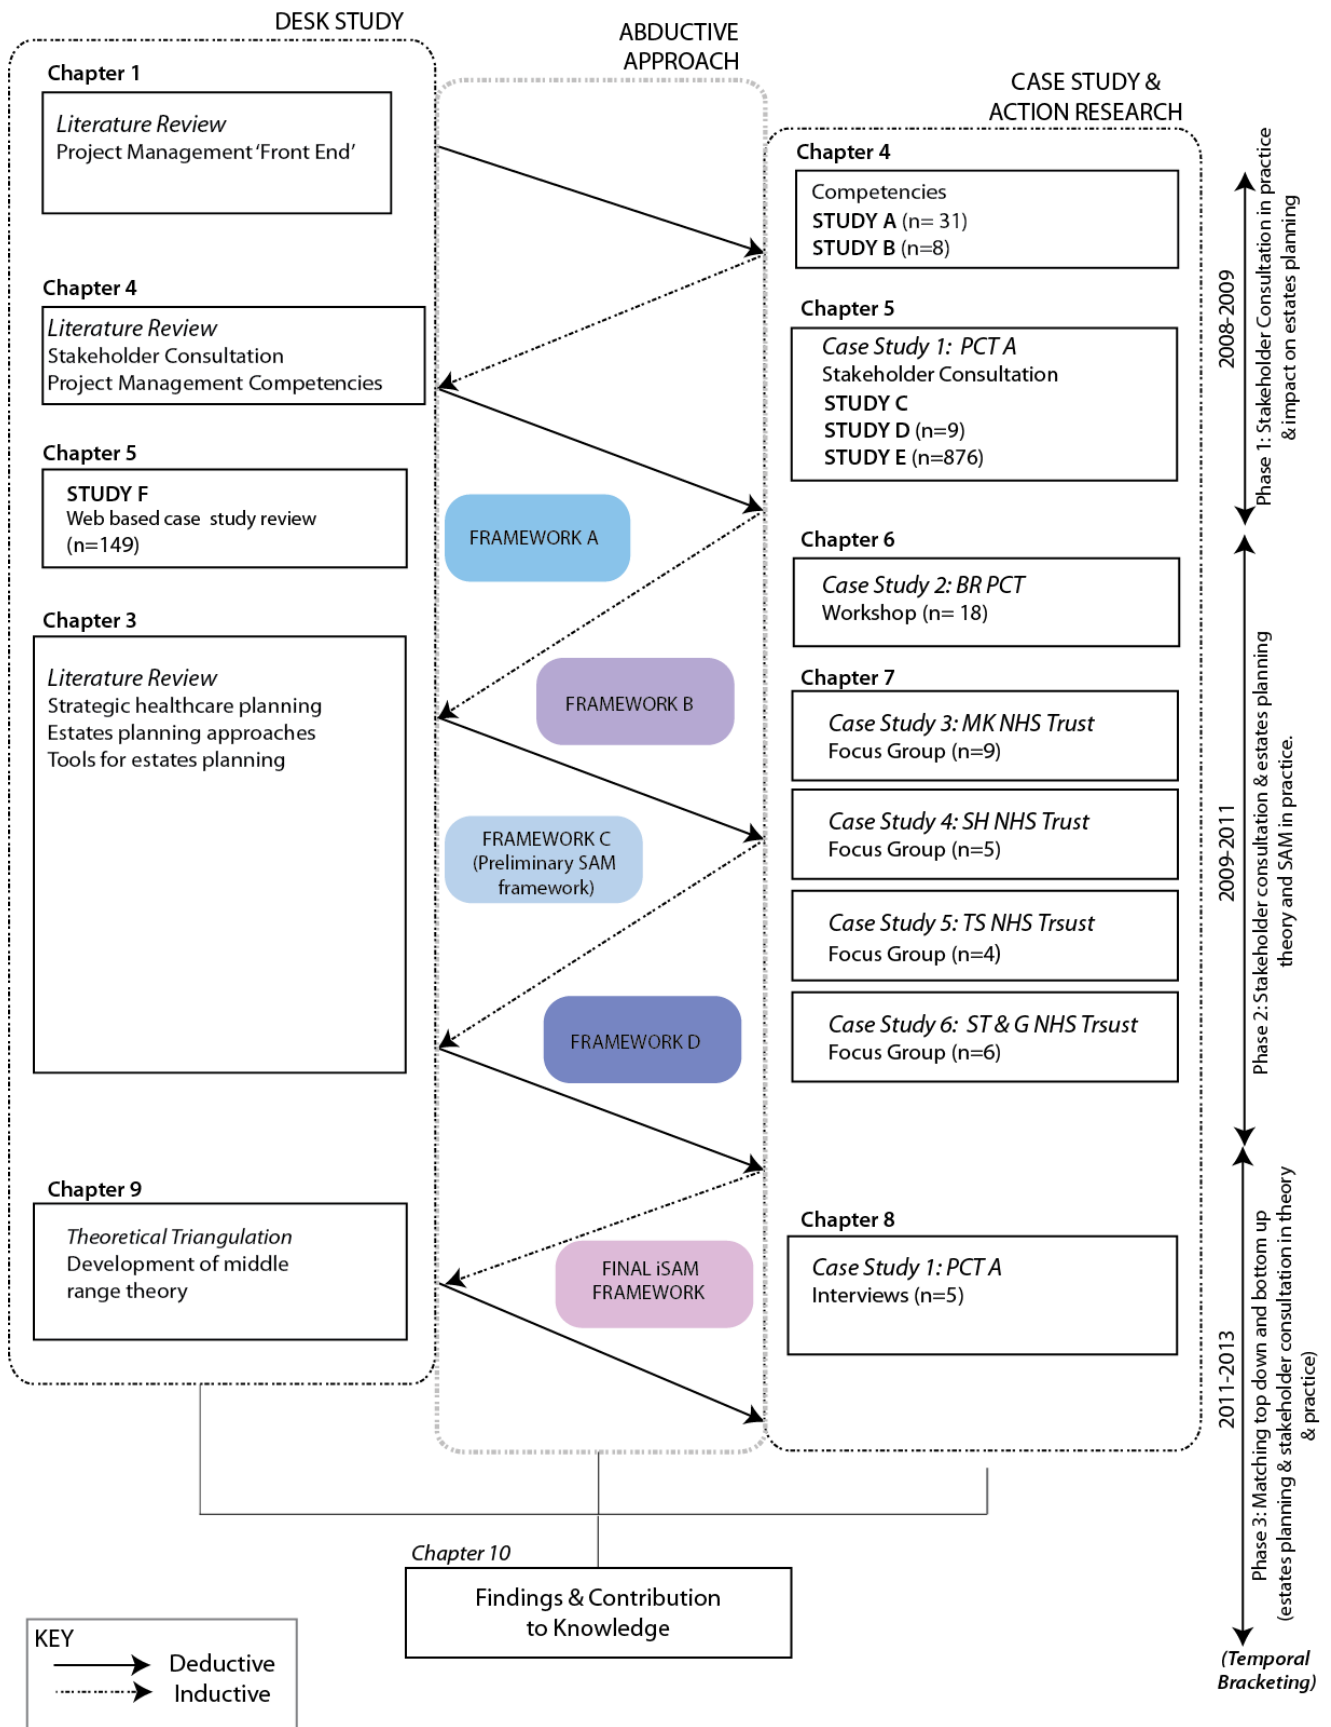 DESK STUDY
Chapter 1
Literature Review
Project Management ‘Front End’
Chapter 4
Literature Review
Stakeholder Consultation
Project Management Competencies
Chapter 5
STUDY F
Web based case study review
(n=149)
Chapter 3
Literature Review
Strategic healthcare planning
Estates planning approaches
Tools for estates planning
Chapter 9
Theoretical Triangulation
Development of middle
range theory
ABDUCTIVE
APPROACH
FRAMEWORK A
FRAMEWORK B
FRAMEWORK C
(Preliminary SAM
framework)
FRAMEWORK D
FINAL iSAM
FRAMEWORK
CASE STUDY &
ACTION RESEARCH
Chapter 4
Competencies
STUDY A (n= 31)
STUDY B (n=8)
Chapter 5
Case Study 1: PCT A
Stakeholder Consultation
STUDY C
STUDY D (n=9)
STUDY E (n=876)
Chapter 6
Case Study 2: BR PCT
Workshop (n= 18)
Chapter 7
Case Study 3: MK NHS Trust
Focus Group (n=9)
Case Study 4: SH NHS Trust
Focus Group (n=5)
Case Study 5: TS NHS Trsust
Focus Group (n=4)
Case Study 6: ST & G NHS Trsust
Focus Group (n=6)
Chapter 8
Case Study 1: PCT A
Interviews (n=5)
2008-2009
Phase 1: Stakeholder Consultation in practice
& impact on estates planning
2009-2011
Phase 2: Stakeholder consultation & estates planning
theory and SAM in practice.
2011-2013
Phase 3: Matching top down and bottom up
(estates planning & stakeholder consultation in theory
& practice)
(Temporal
Bracketing)
Chapter 10
Findings & Contribution
to Knowledge
KEY
Deductive
Inductive